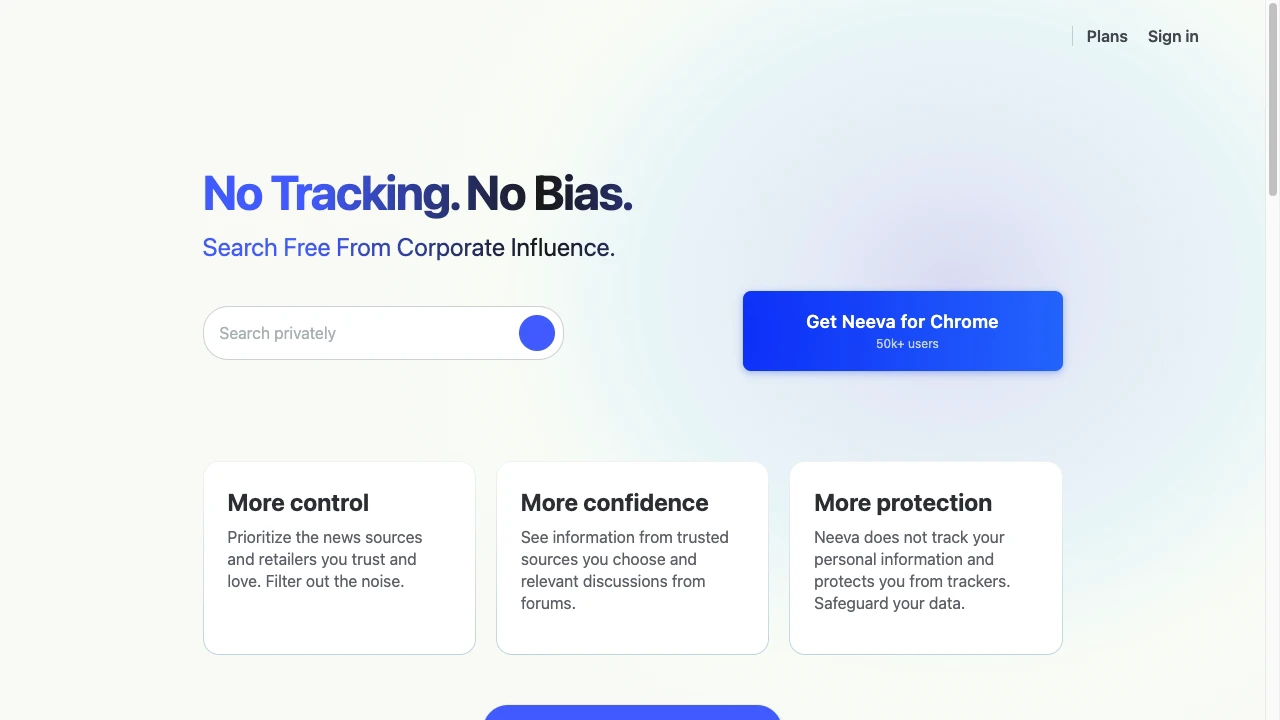 Plans
Sign in
No Tracking. No Bias.
Search Free From Corporate Influence.
Search privately
Get Neeva for Chrome
50k+ users
More control
Prioritize the news sources
and retailers you trust and
love. Filter out the noise.
More confidence
See information from trusted
sources you choose and
relevant discussions from
forums.
More protection
Neeva does not track your
personal information and
protects you from trackers.
Safeguard your data.